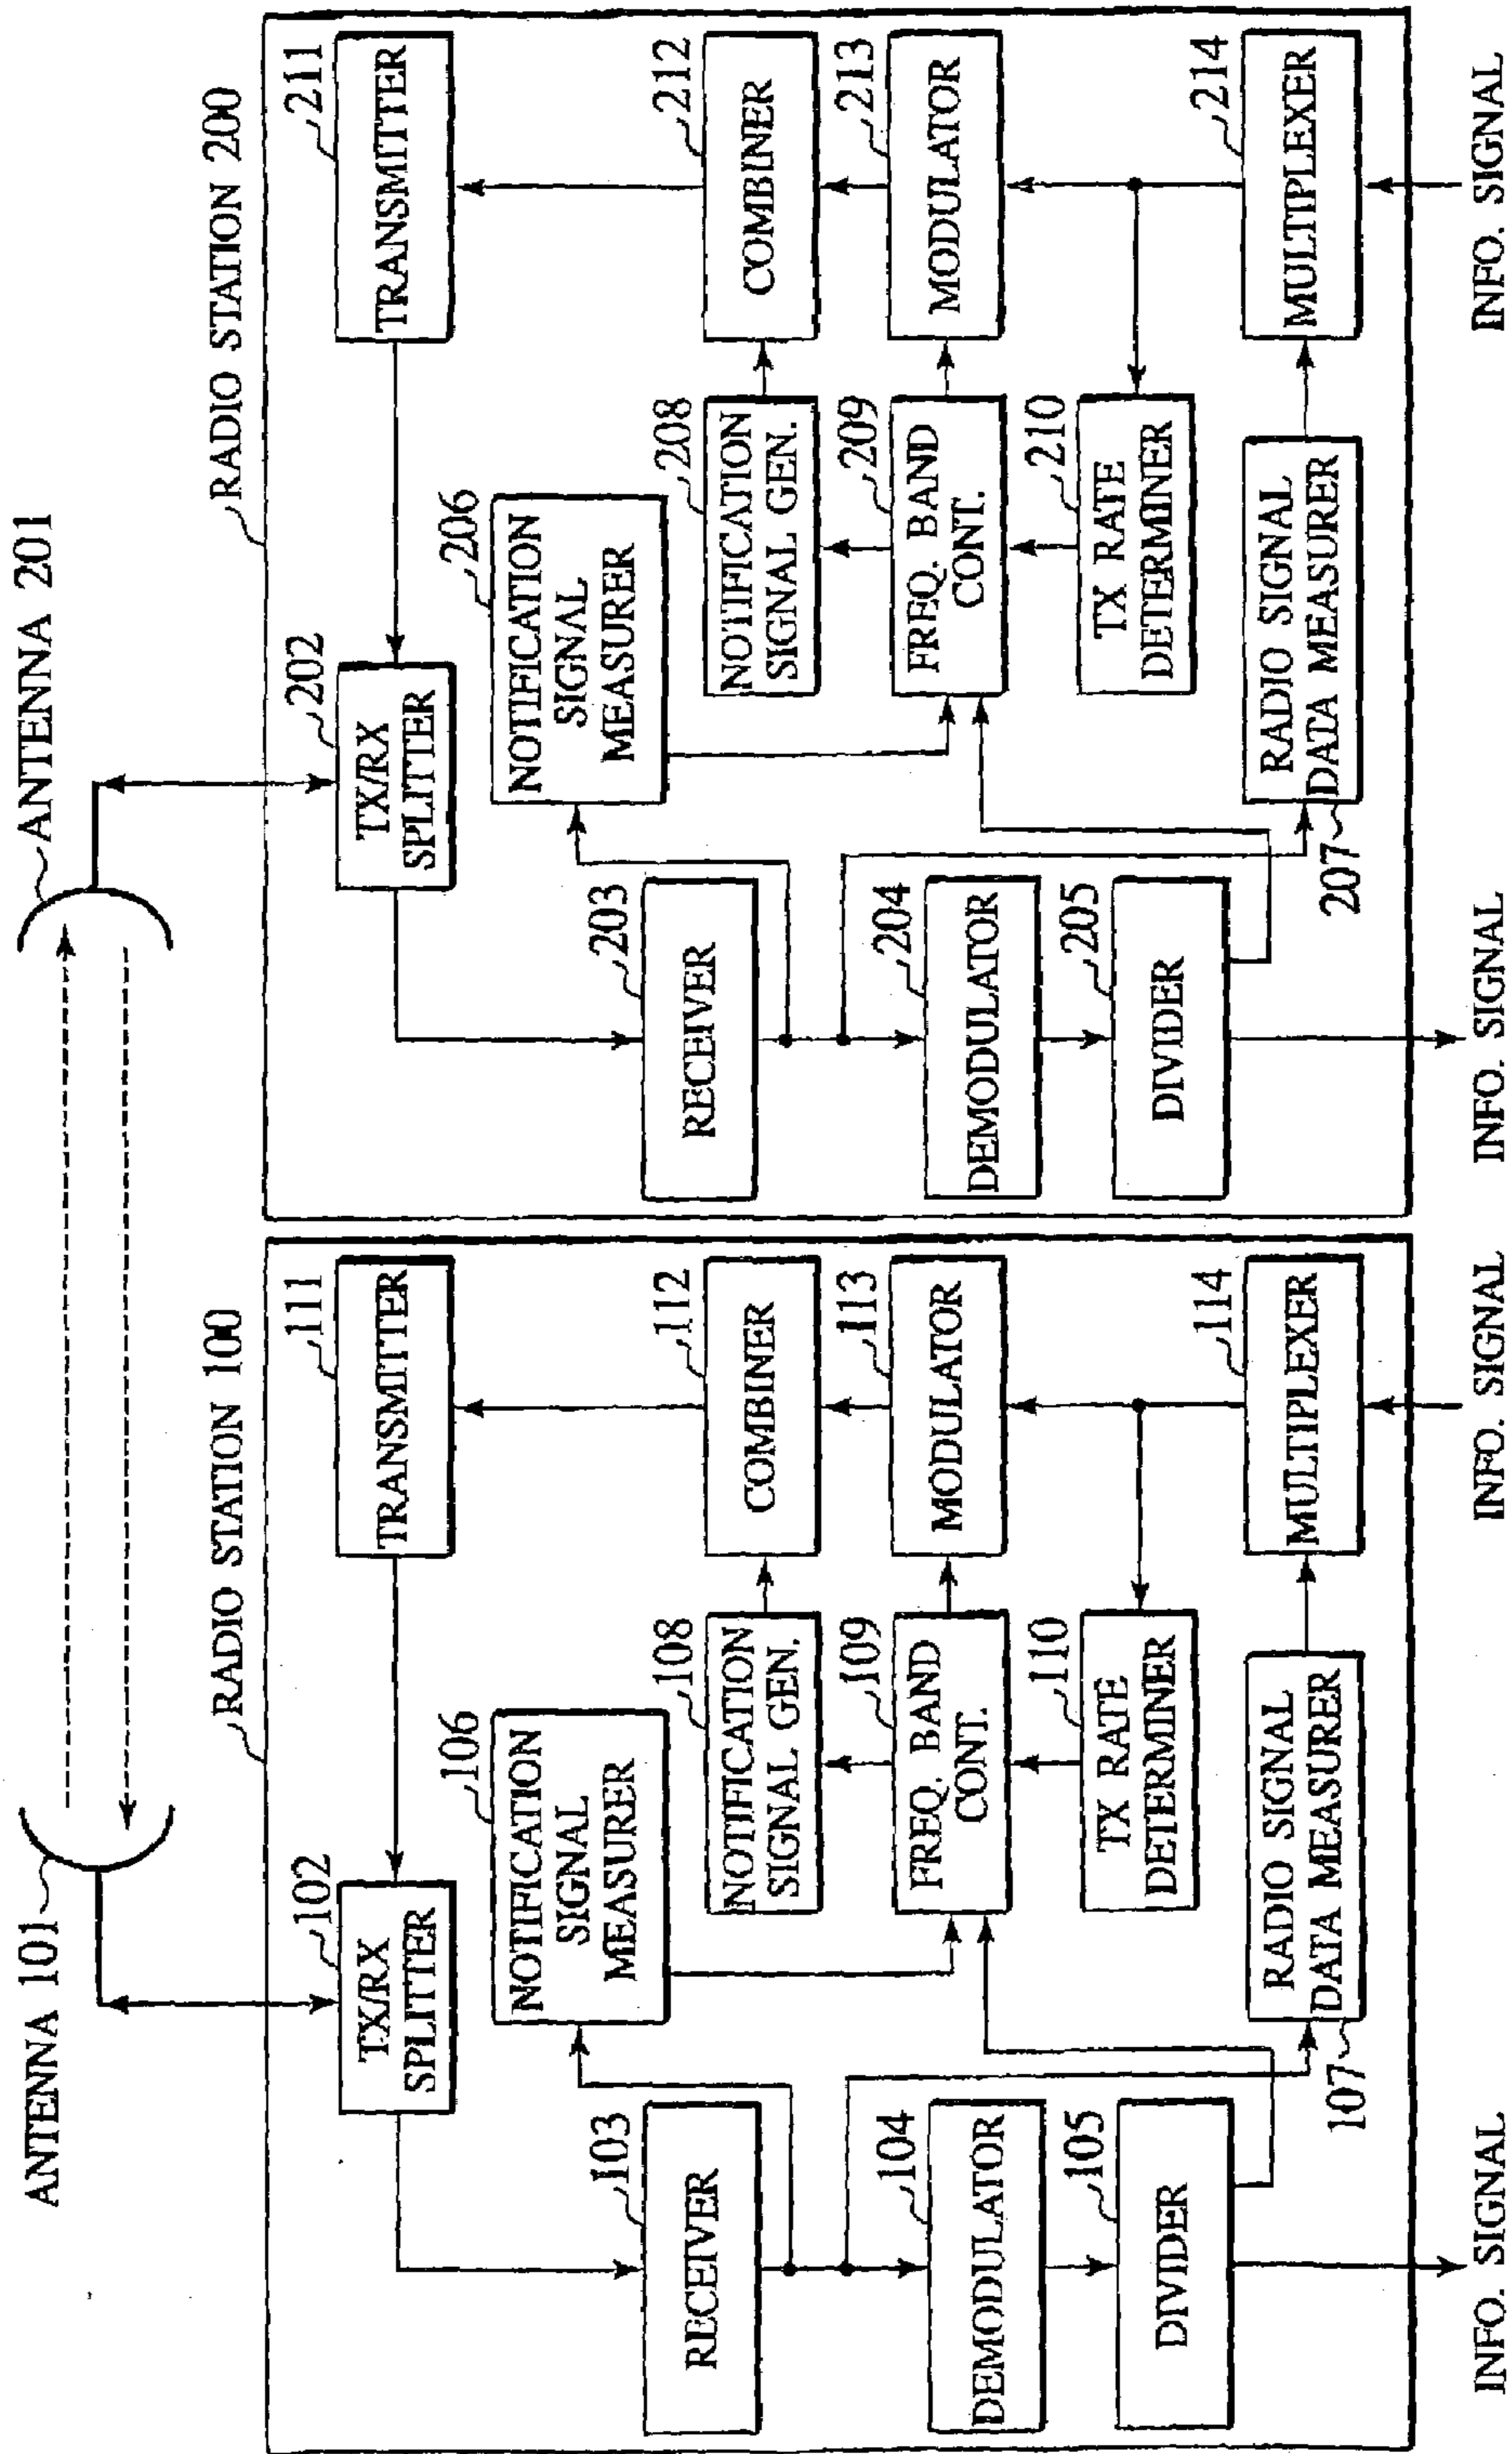 ANTENNA 101
ANTENNA 201
RADIO STATION 100
TX/RX
SPLITTER
102
TRANSMITTER
111
RECEIVER
103
NOTIFICATION
SIGNAL
MEASURER
106
NOTIFICATION
SIGNAL GEN.
108
COMBINER
112
DEMODULATOR
104
FREQ. BAND
CONT.
109
MODULATOR
113
DIVIDER
105
TX RATE
DETERMINER
110
RADIO SIGNAL
DATA MEASURER
107
MULTIPLEXER
114
INFO. SIGNAL
INFO. SIGNAL
RADIO STATION 200
TX/RX
SPLITTER
202
TRANSMITTER
211
RECEIVER
203
NOTIFICATION
SIGNAL
MEASURER
206
NOTIFICATION
SIGNAL GEN.
208
COMBINER
212
DEMODULATOR
204
FREQ. BAND
CONT.
209
MODULATOR
213
DIVIDER
205
TX RATE
DETERMINER
210
RADIO SIGNAL
DATA MEASURER
207
MULTIPLEXER
214
INFO. SIGNAL
INFO. SIGNAL